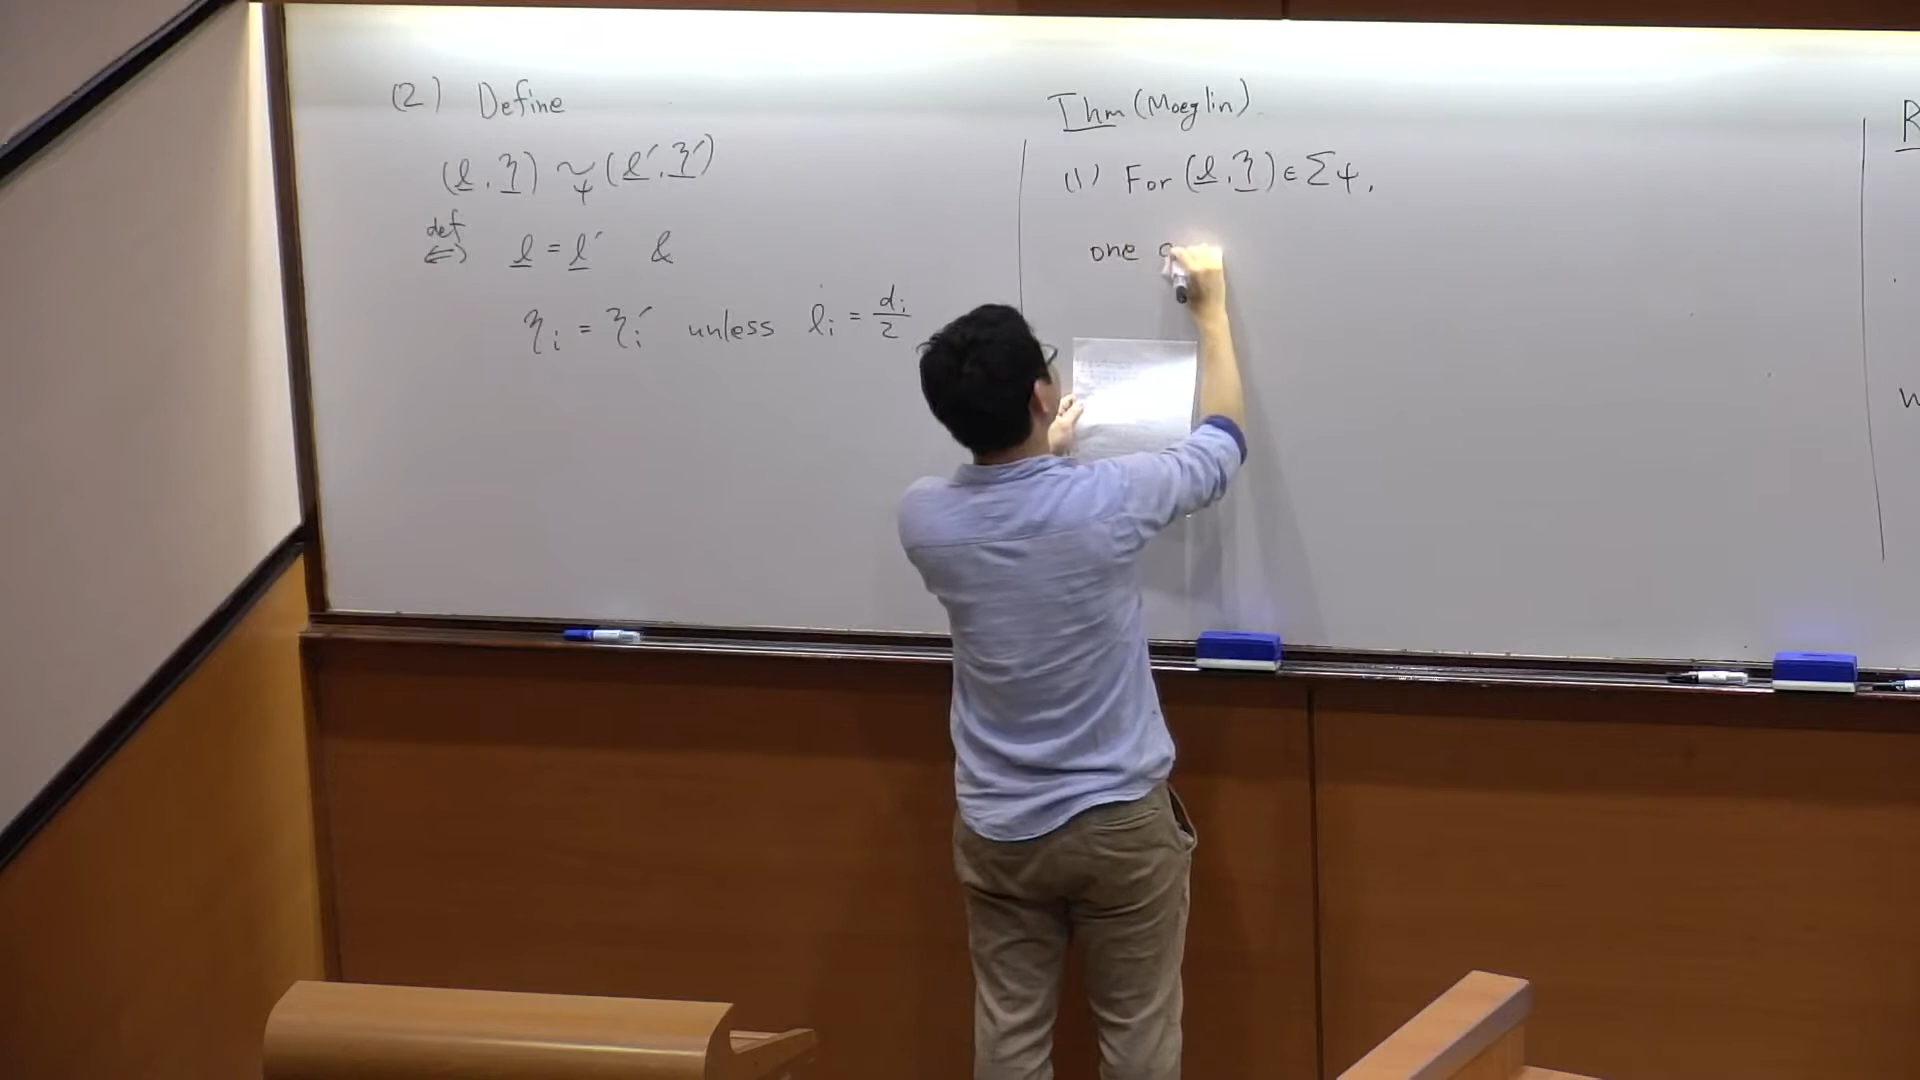 (2) Define
(l, η) ~ψ (l′, η′)
def
⇔ l = l′ &
ηi = ηi′ unless li = di/2
Thm (Moeglin).
(1) For (l, η) ∈ Σψ,
one